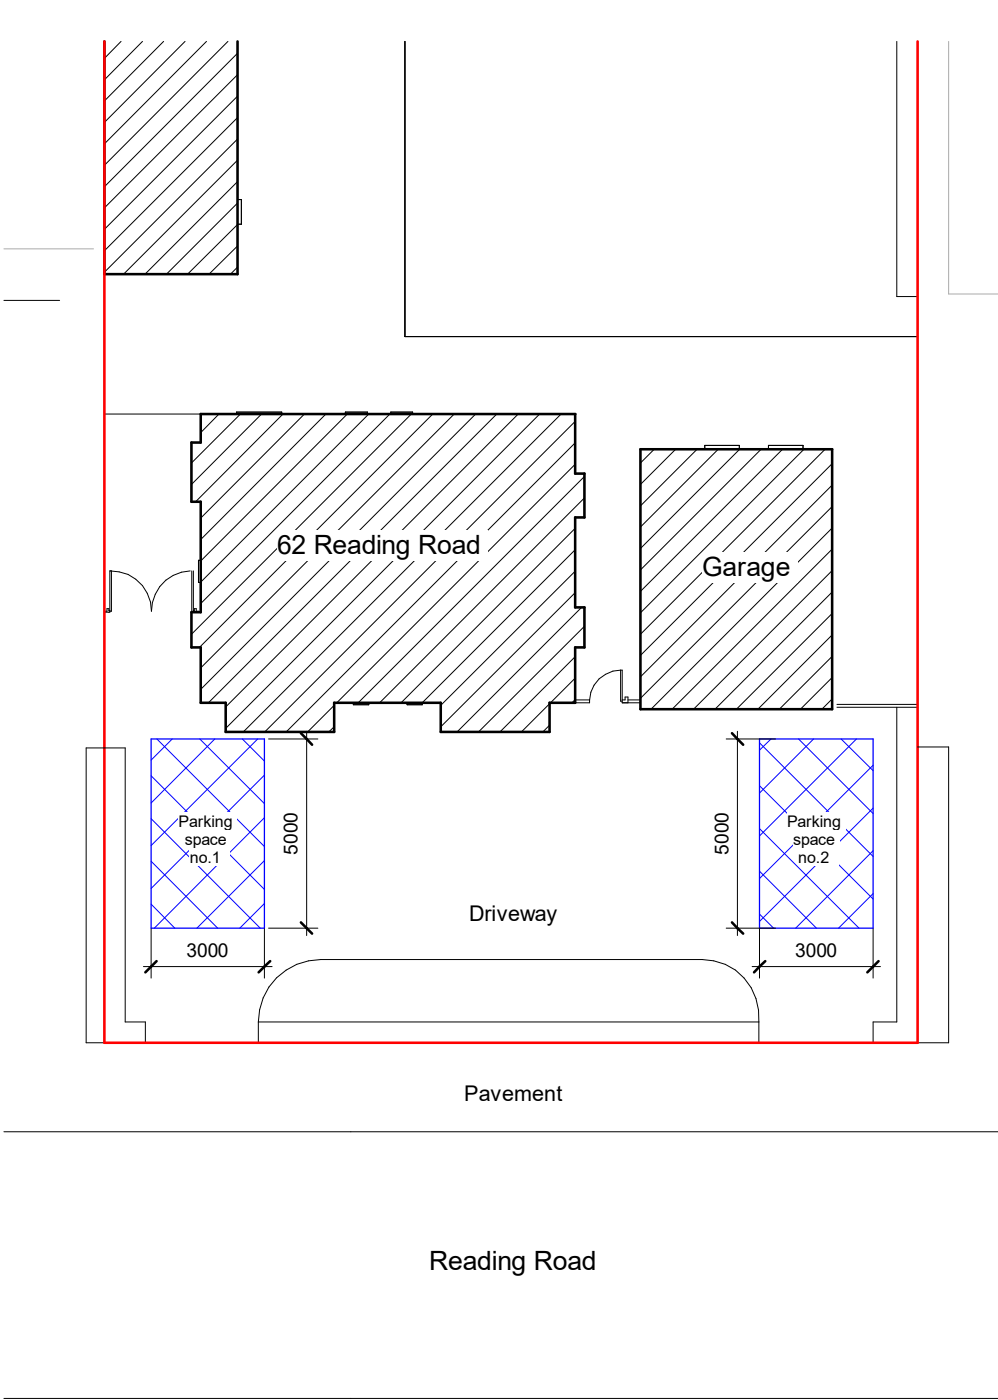 62 Reading Road
Garage
Parking
space
no.1
5000
3000
5000
Parking
space
no.2
3000
Driveway
Pavement
Reading Road